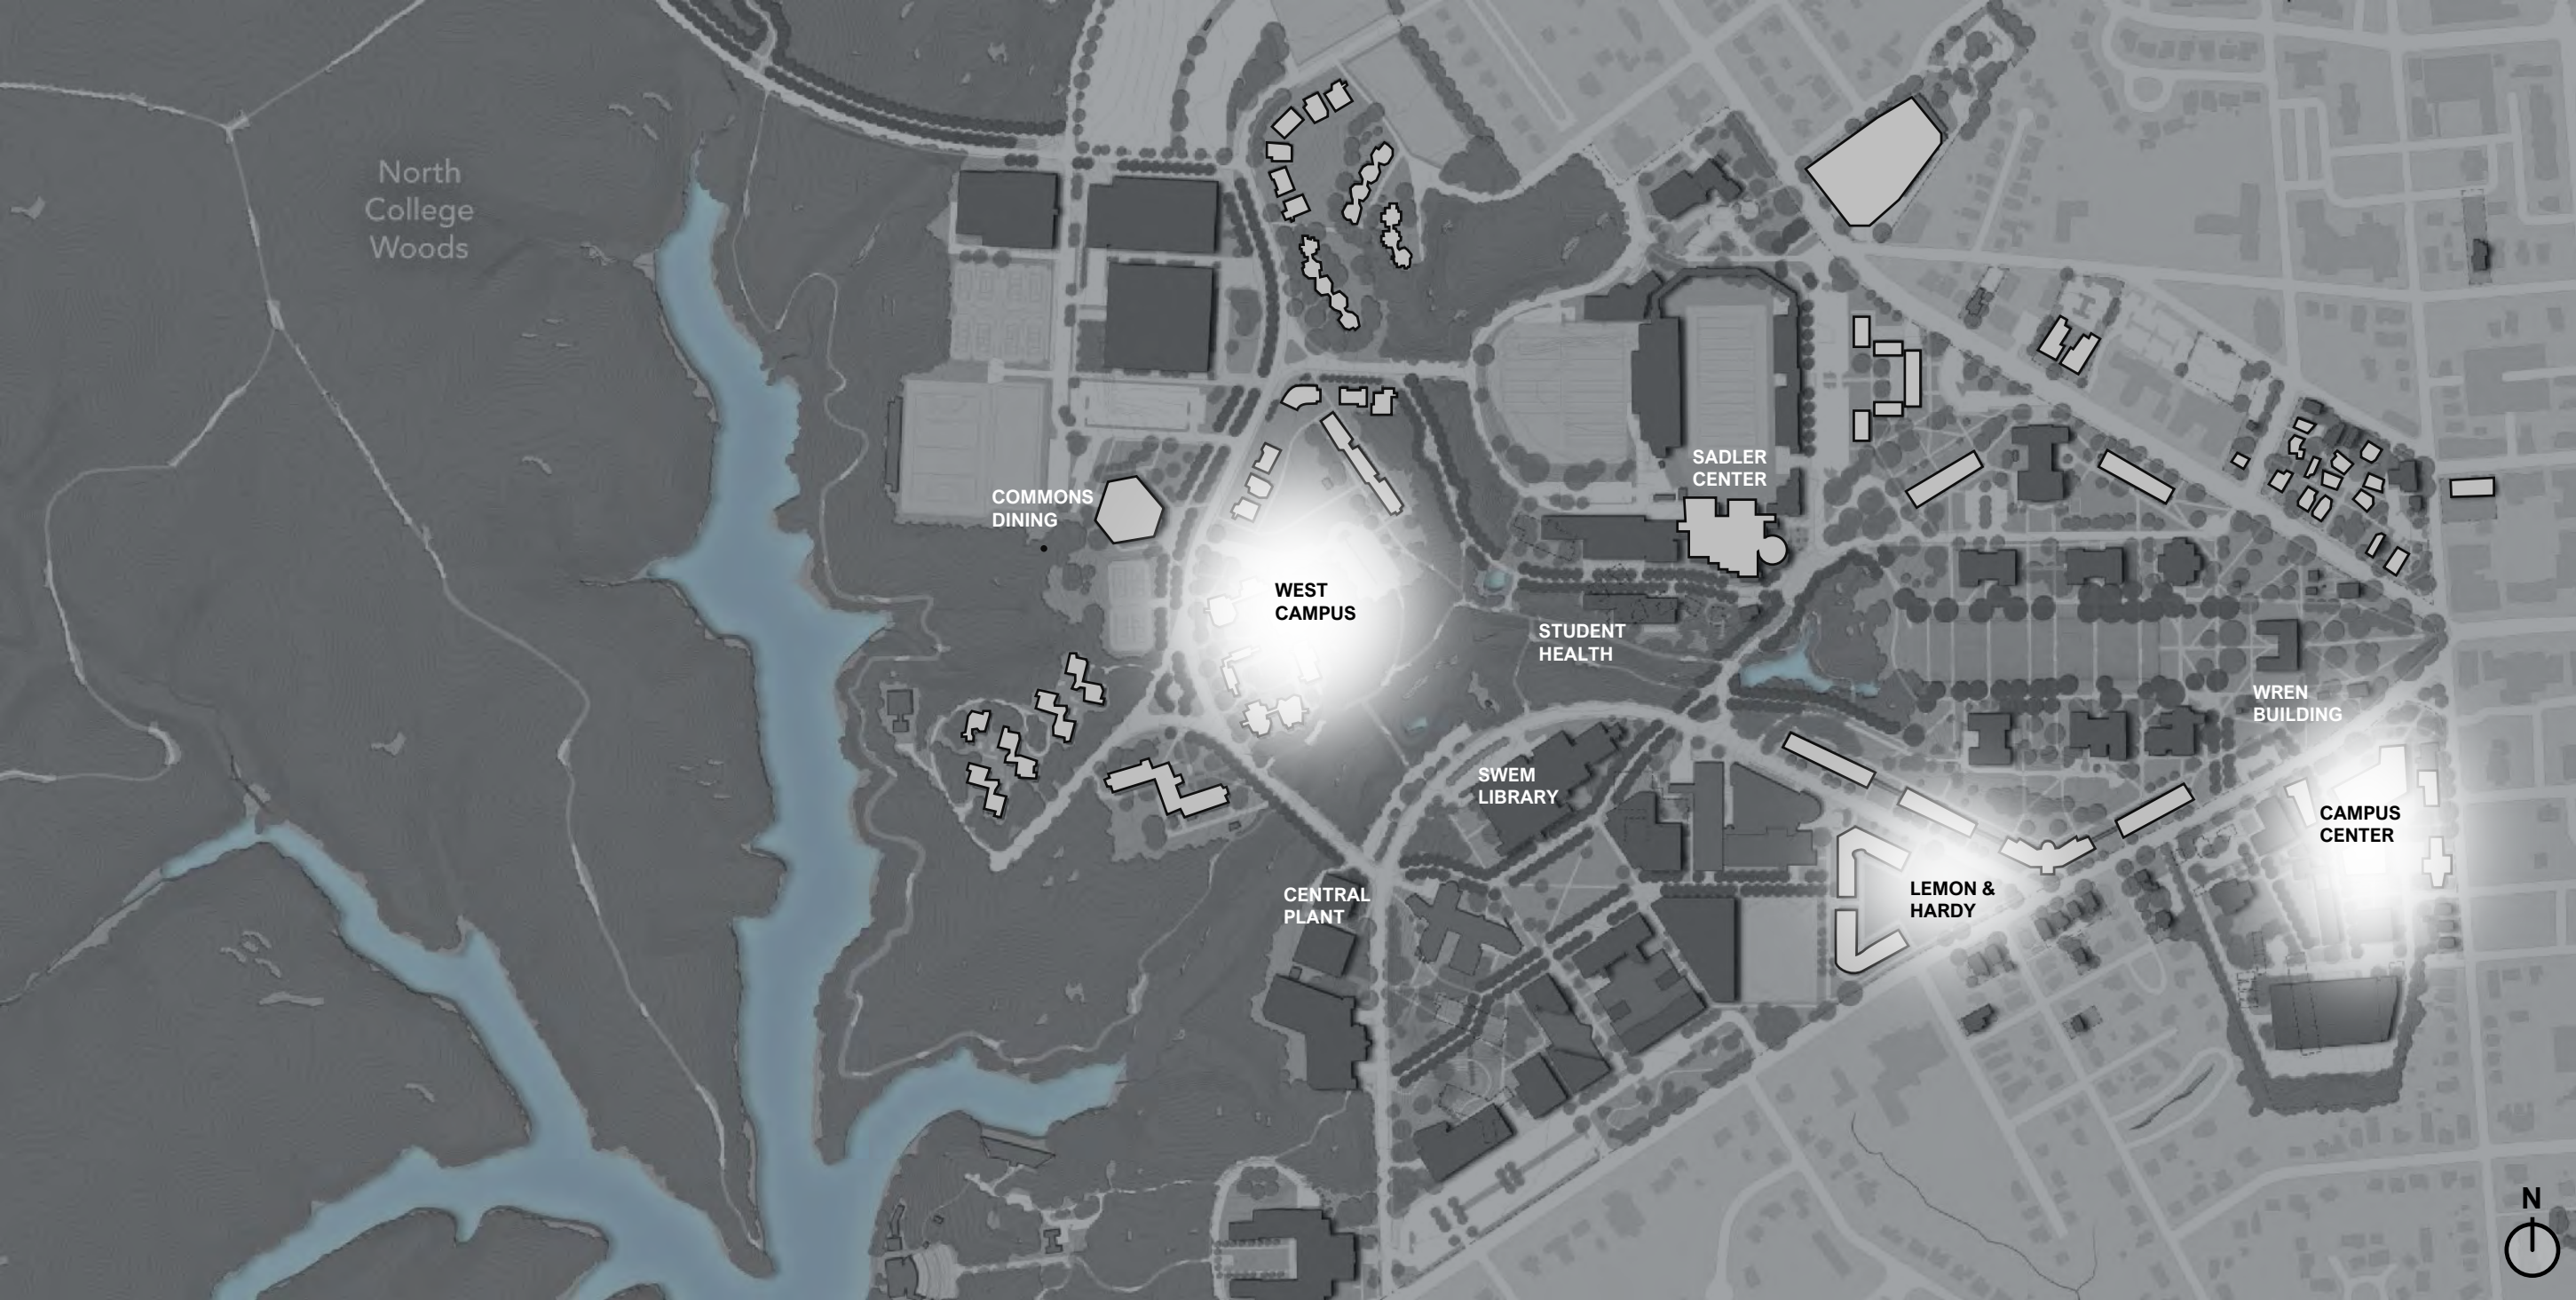 North
College
Woods
SADLER
CENTER
COMMONS
DINING
WEST
CAMPUS
STUDENT
HEALTH
WREN
BUILDING
SWEM
LIBRARY
CAMPUS
CENTER
LEMON &
HARDY
CENTRAL
PLANT
N